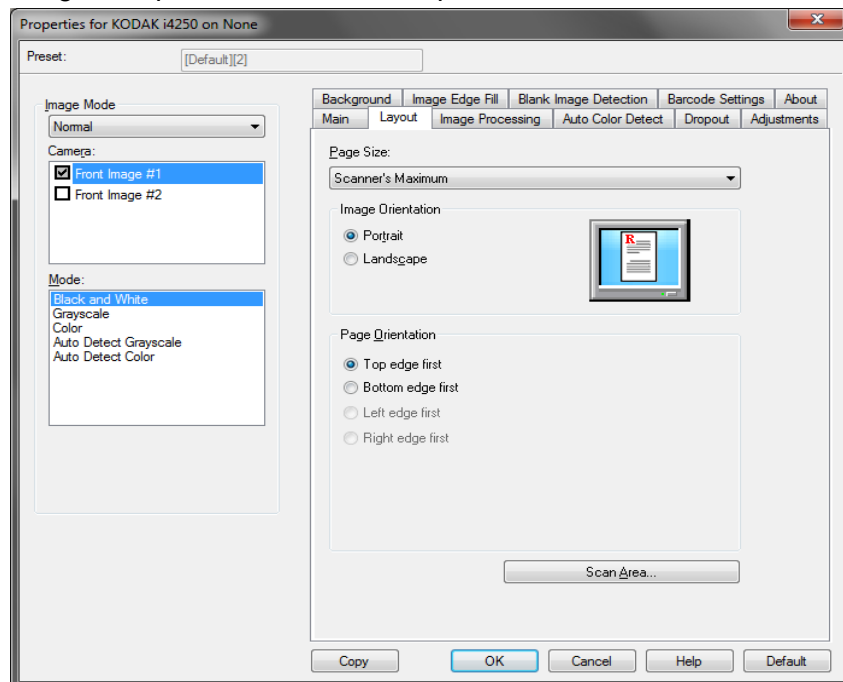 Properties for KODAK i4250 on None
Preset:
[Default][2]
Image Mode
Normal
Camera:
Front Image #1
Front Image #2
Mode:
Black and White
Grayscale
Color
Auto Detect Grayscale
Auto Detect Color
Background Image Edge Fill Blank Image Detection Barcode Settings About
Main Layout Image Processing Auto Color Detect Dropout Adjustments
Page Size:
Scanner's Maximum
Image Orientation
Portrait
Landscape
R
Page Orientation
Top edge first
Bottom edge first
Left edge first
Right edge first
Scan Area...
Copy OK Cancel Help Default